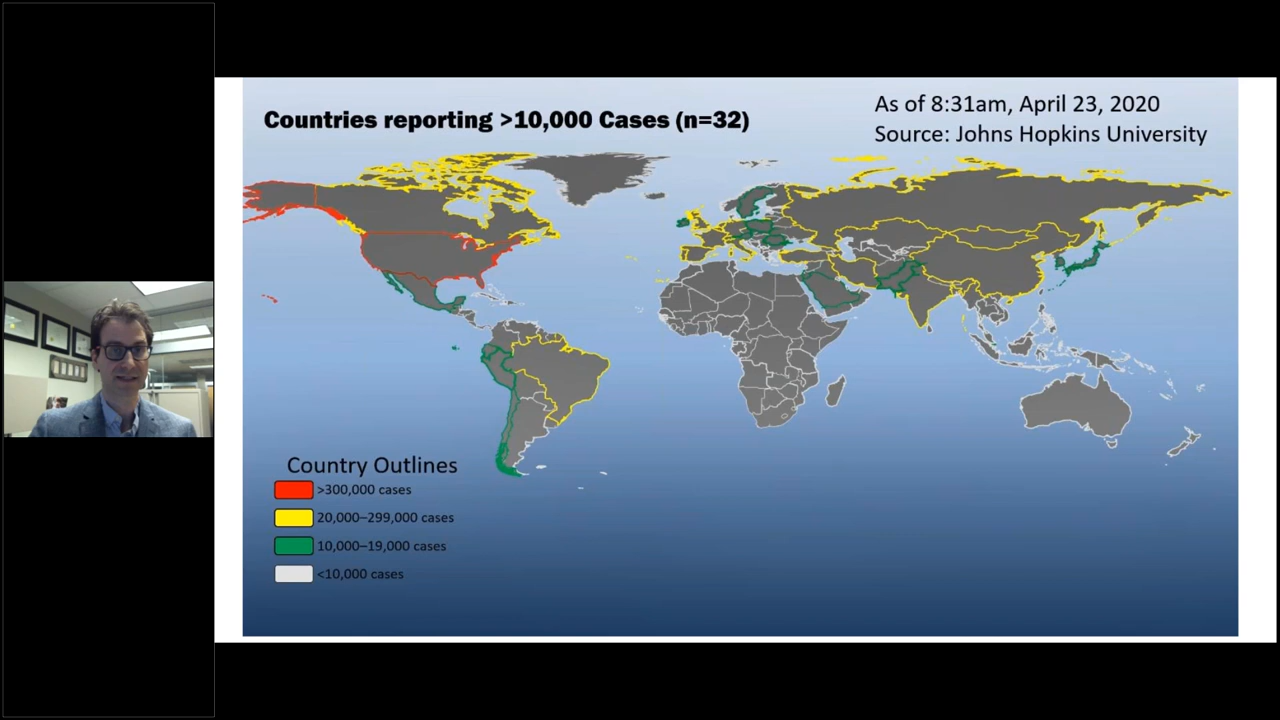 Countries reporting >10,000 Cases (n=32)
As of 8:31am, April 23, 2020
Source: Johns Hopkins University
Country Outlines
>300,000 cases
20,000–299,000 cases
10,000–19,000 cases
<10,000 cases